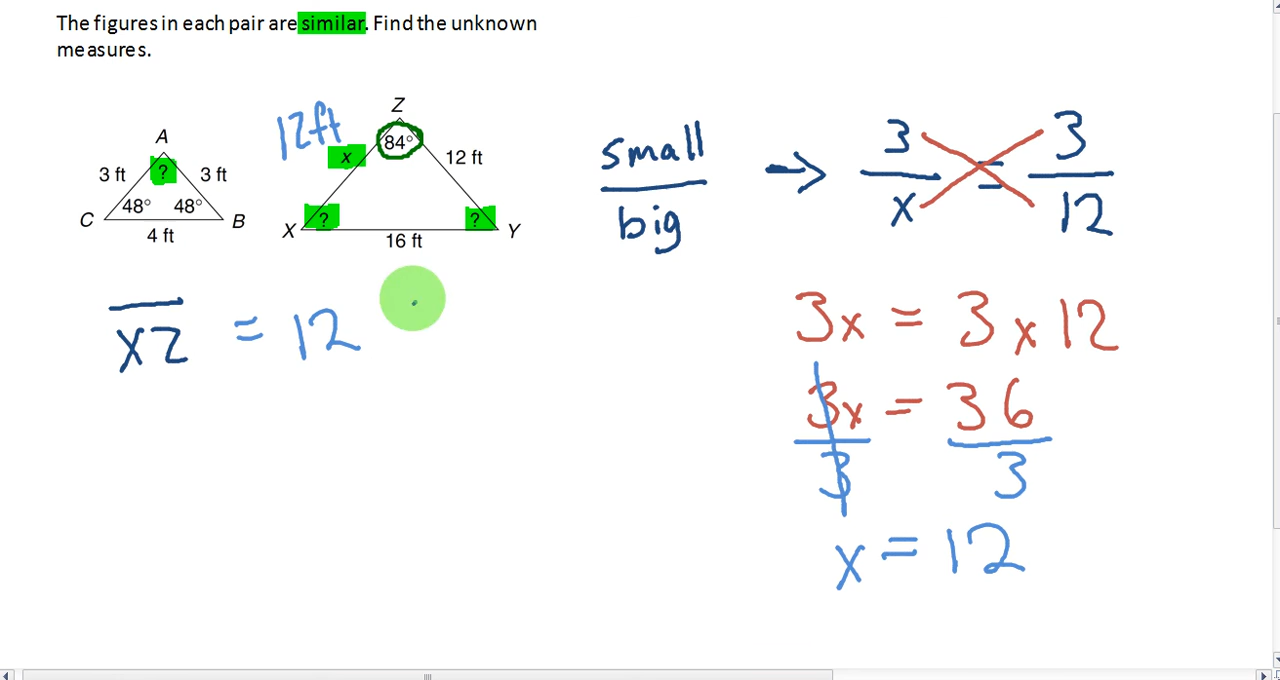 The figures in each pair are similar. Find the unknown
measures.
A
?
3 ft
3 ft
48°
48°
C
B
4 ft
12ft
Z
84°
x
12 ft
?
?
X
Y
16 ft
small
big
3
x
=
3
12
XZ = 12
3x = 3 x 12
3x = 36
3
3
x = 12